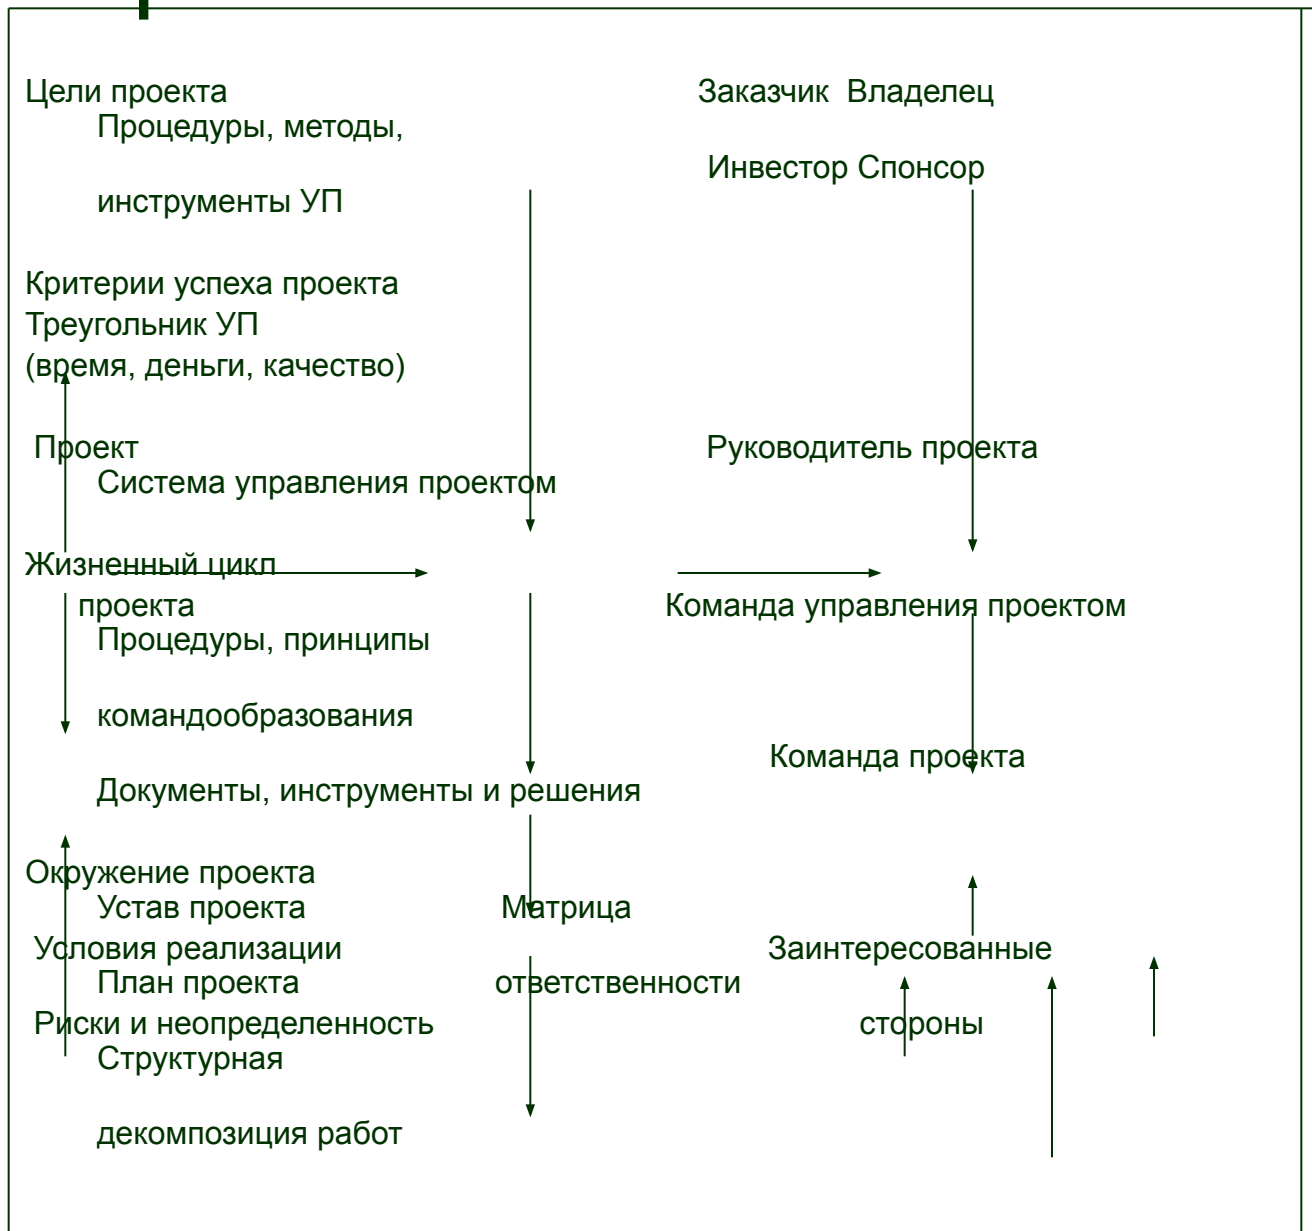 Цели проекта Заказчик Владелец
Процедуры, методы,
Инвестор Спонсор
инструменты УП
Критерии успеха проекта
Треугольник УП
(время, деньги, качество)
Проект Руководитель проекта
Система управления проектом
Жизненный цикл
проекта Команда управления проектом
Процедуры, принципы
командообразования
Команда проекта
Документы, инструменты и решения
Окружение проекта
Устав проекта Матрица
Условия реализации Заинтересованные
План проекта ответственности
Риски и неопределенность стороны
Структурная
декомпозиция работ